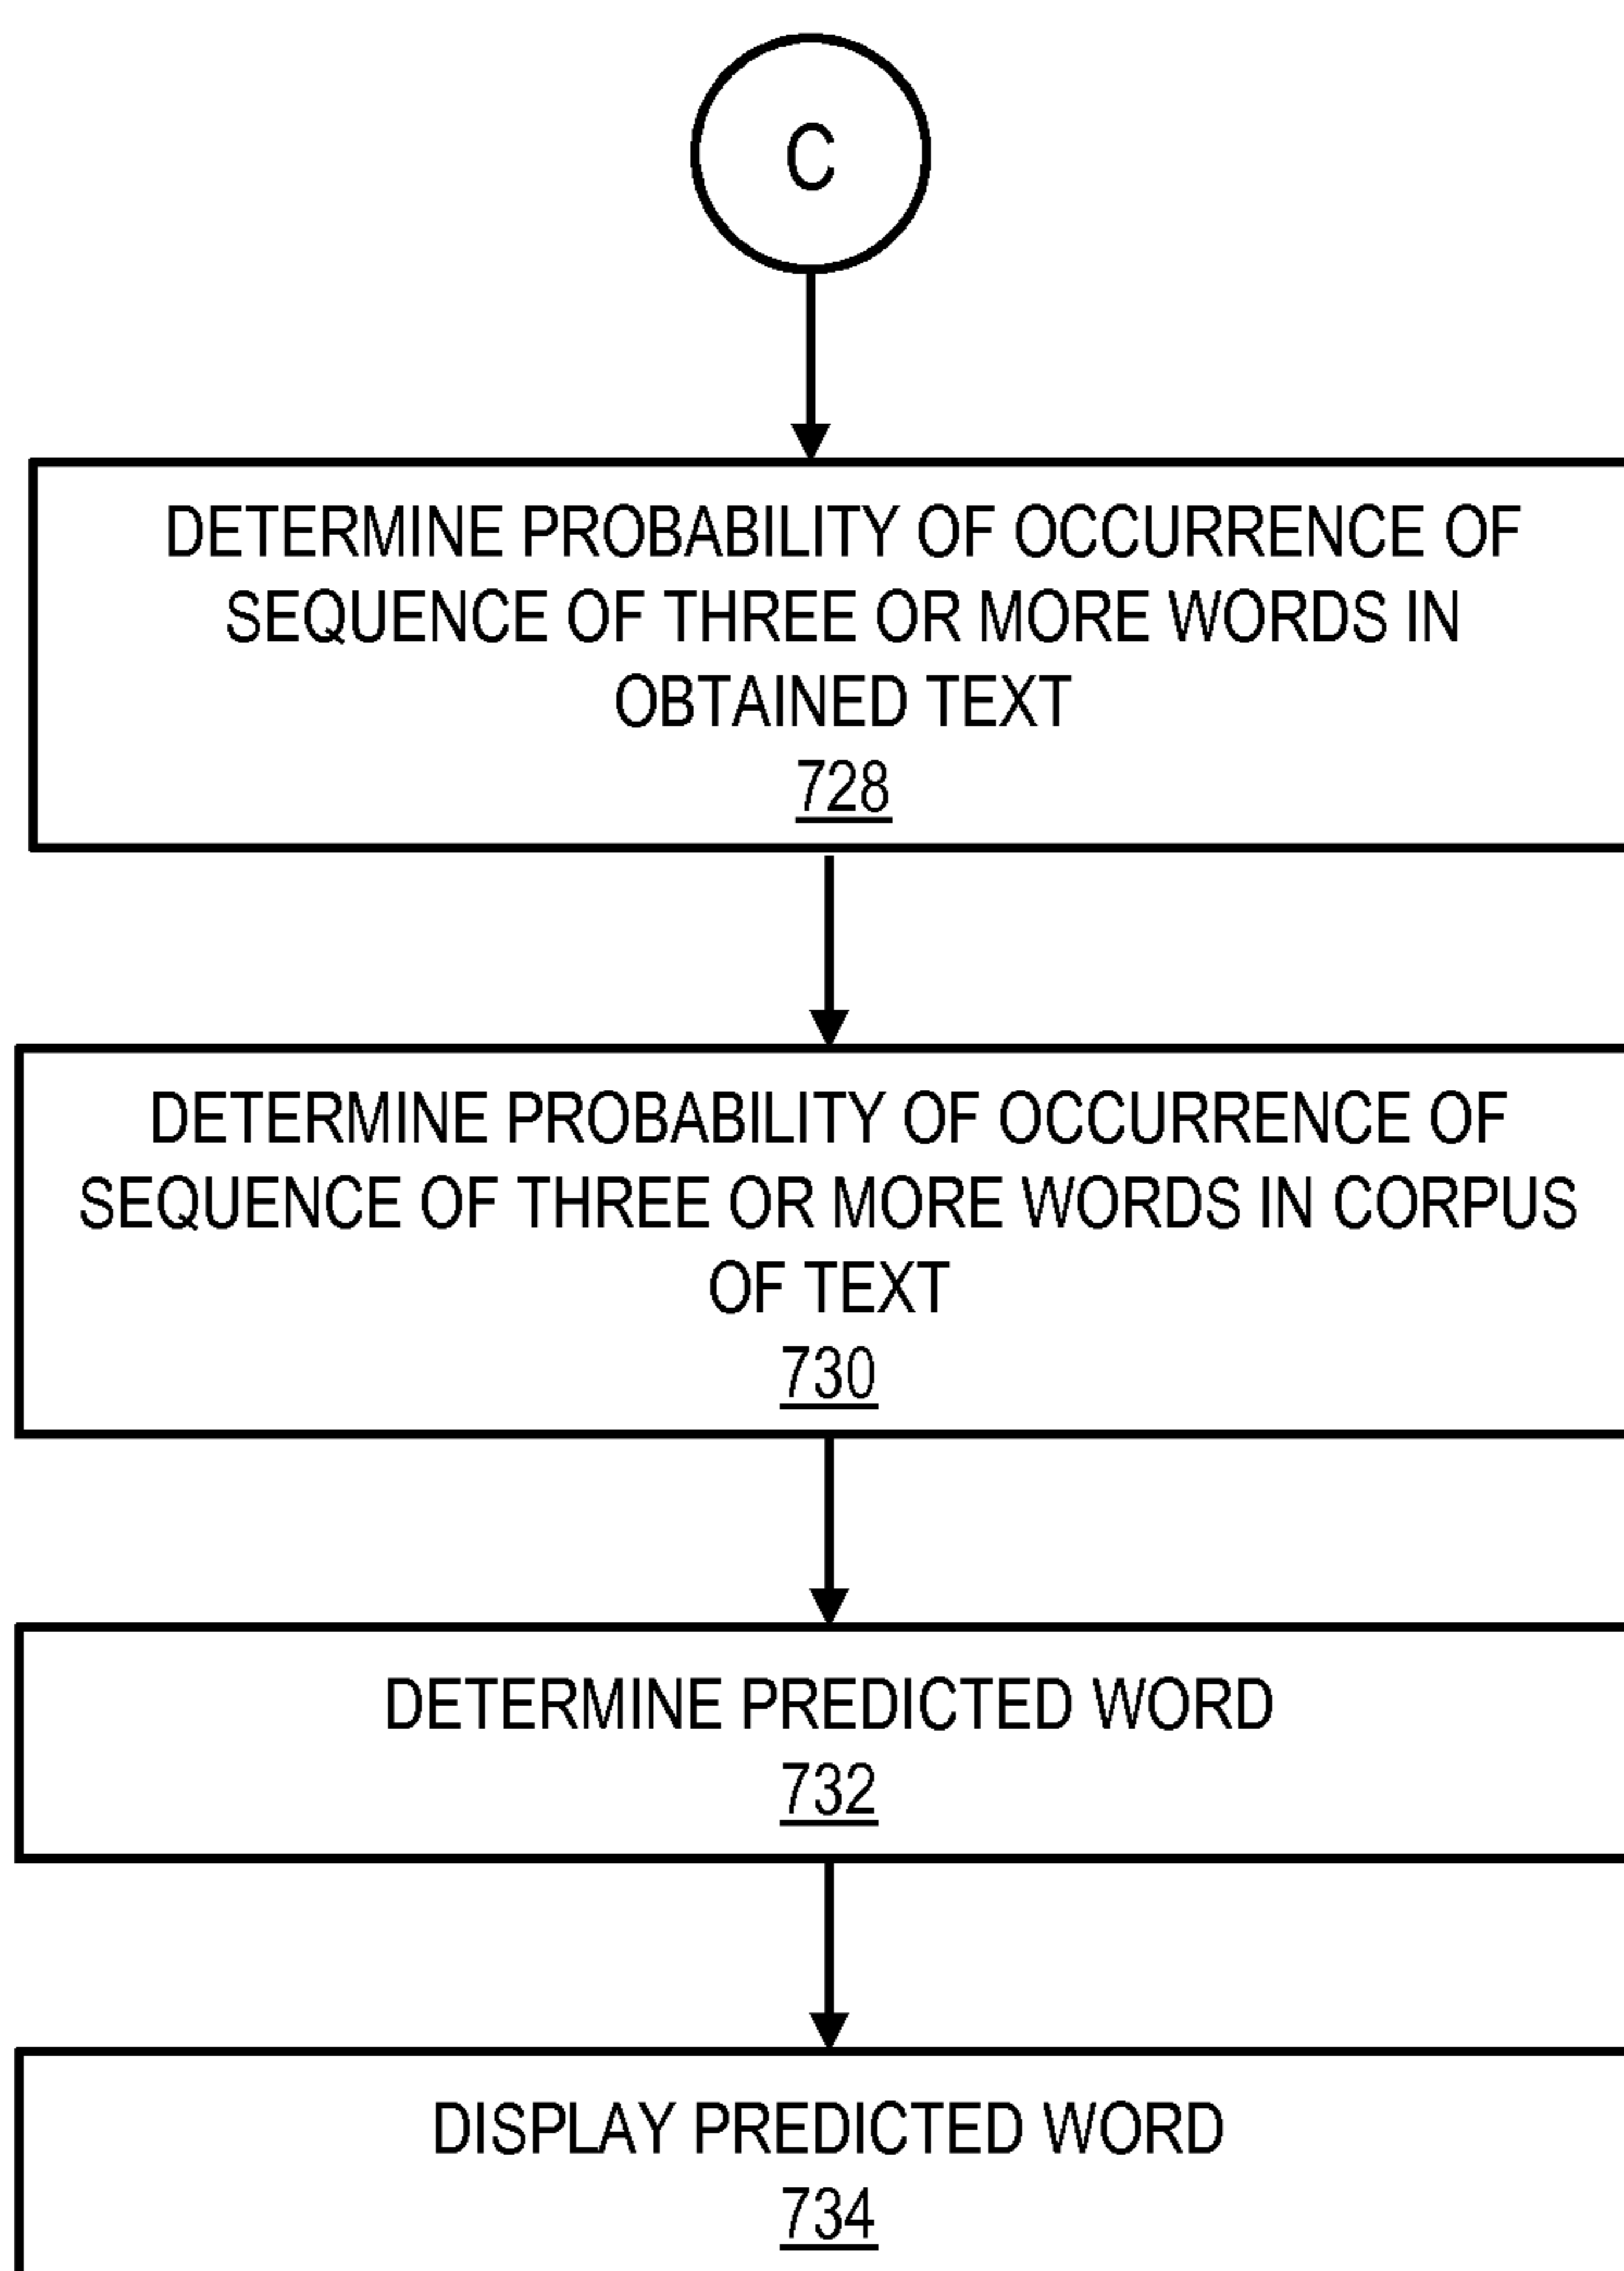 C
DETERMINE PROBABILITY OF OCCURRENCE OF
SEQUENCE OF THREE OR MORE WORDS IN
OBTAINED TEXT
728
DETERMINE PROBABILITY OF OCCURRENCE OF
SEQUENCE OF THREE OR MORE WORDS IN CORPUS
OF TEXT
730
DETERMINE PREDICTED WORD
732
DISPLAY PREDICTED WORD
734